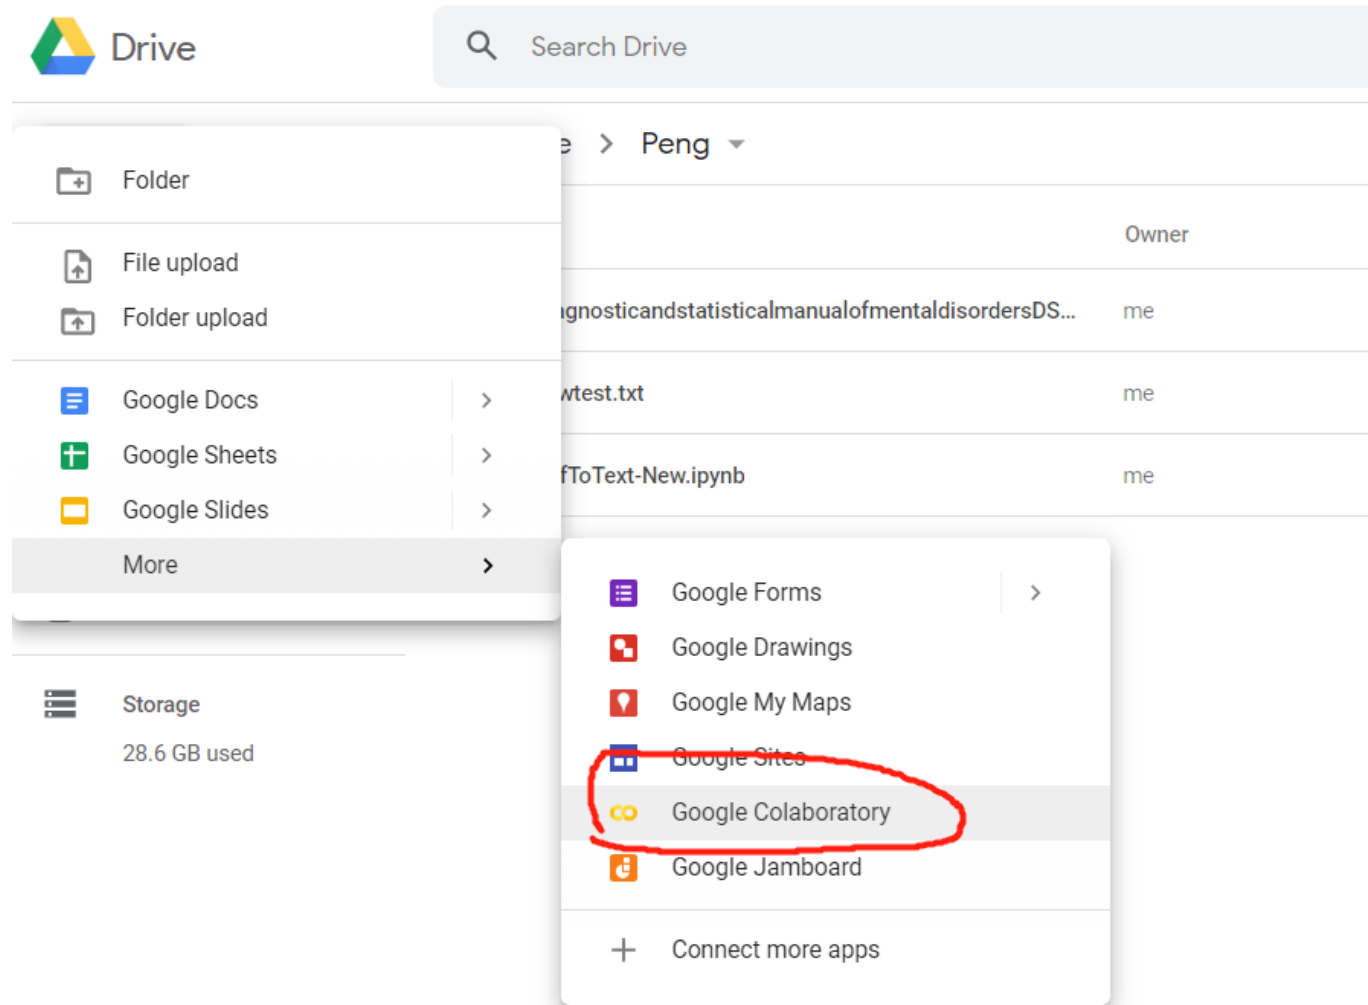 Drive
Search Drive
e > Peng
Folder
Owner
File upload
Folder upload
agnosticandstatisticalmanualofmentaldisordersDS... me
Google Docs
wtest.txt me
Google Sheets
fToText-New.ipynb me
Google Slides
More
Google Forms
Google Drawings
Google My Maps
Google Sites
Google Colaboratory
Google Jamboard
Connect more apps
Storage
28.6 GB used